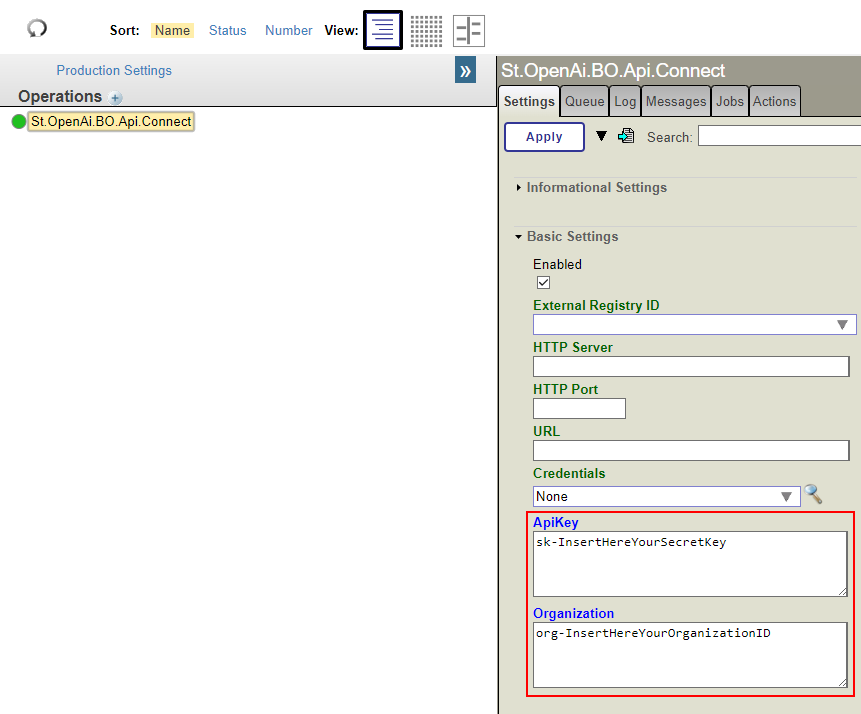 Sort: Name Status Number View:
Production Settings
»
Operations
St.OpenAi.BO.Api.Connect
St.OpenAi.BO.Api.Connect
Settings Queue Log Messages Jobs Actions
Apply Search:
Informational Settings
Basic Settings
Enabled
External Registry ID
HTTP Server
HTTP Port
URL
Credentials
None
ApiKey
sk-InsertHereYourSecretKey
Organization
org-InsertHereYourOrganizationID